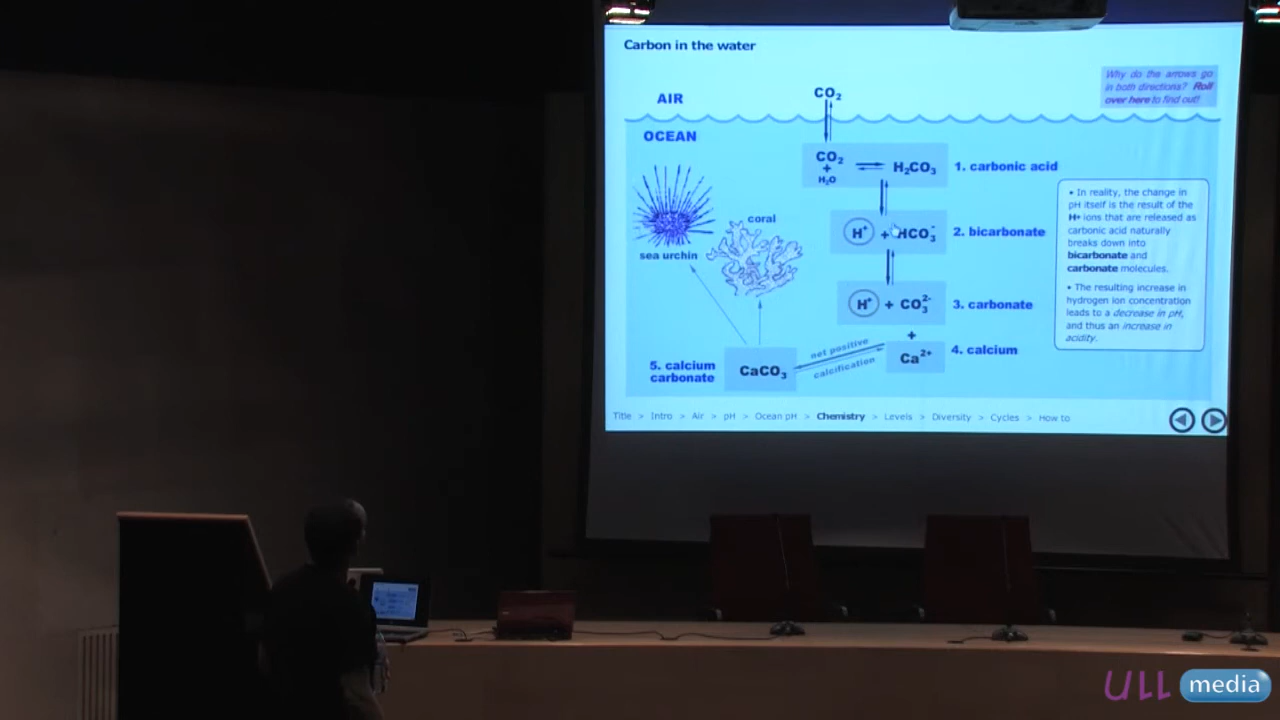 Carbon in the water
Why do the arrows go
in both directions? Roll
over here to find out!
AIR
CO₂
OCEAN
CO₂
+
H₂O
H₂CO₃
1. carbonic acid
H⁺ + HCO₃⁻
2. bicarbonate
H⁺ + CO₃²⁻
3. carbonate
+
Ca²⁺
4. calcium
net positive
calcification
CaCO₃
5. calcium
carbonate
coral
sea urchin
• In reality, the change in
pH itself is the result of the
H+ ions that are released as
carbonic acid naturally
breaks down into
bicarbonate and
carbonate molecules.
• The resulting increase in
hydrogen ion concentration
leads to a decrease in pH,
and thus an increase in
acidity.
Title > Intro > Air > pH > Ocean pH > Chemistry > Levels > Diversity > Cycles > How to
ULL media